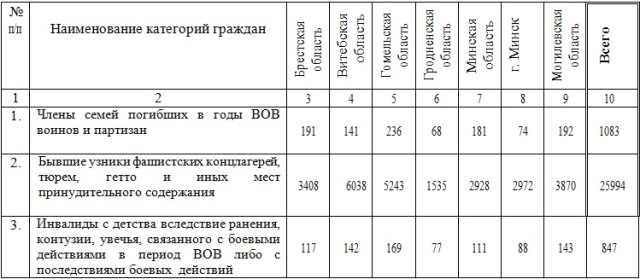 № п/п Наименование категорий граждан Брестская область Витебская область Гомельская область Гродненская область Минская область г. Минск Могилевская область Всего
1 2 3 4 5 6 7 8 9 10
1. Члены семей погибших в годы ВОВ
воинов и партизан 191 141 236 68 181 74 192 1083
2. Бывшие узники фашистских концлагерей,
тюрем, гетто и иных мест
принудительного содержания 3408 6038 5243 1535 2928 2972 3870 25994
3. Инвалиды с детства вследствие ранения,
контузии, увечья, связанного с боевыми
действиями в период ВОВ либо с
последствиями боевых действий 117 142 169 77 111 88 143 847